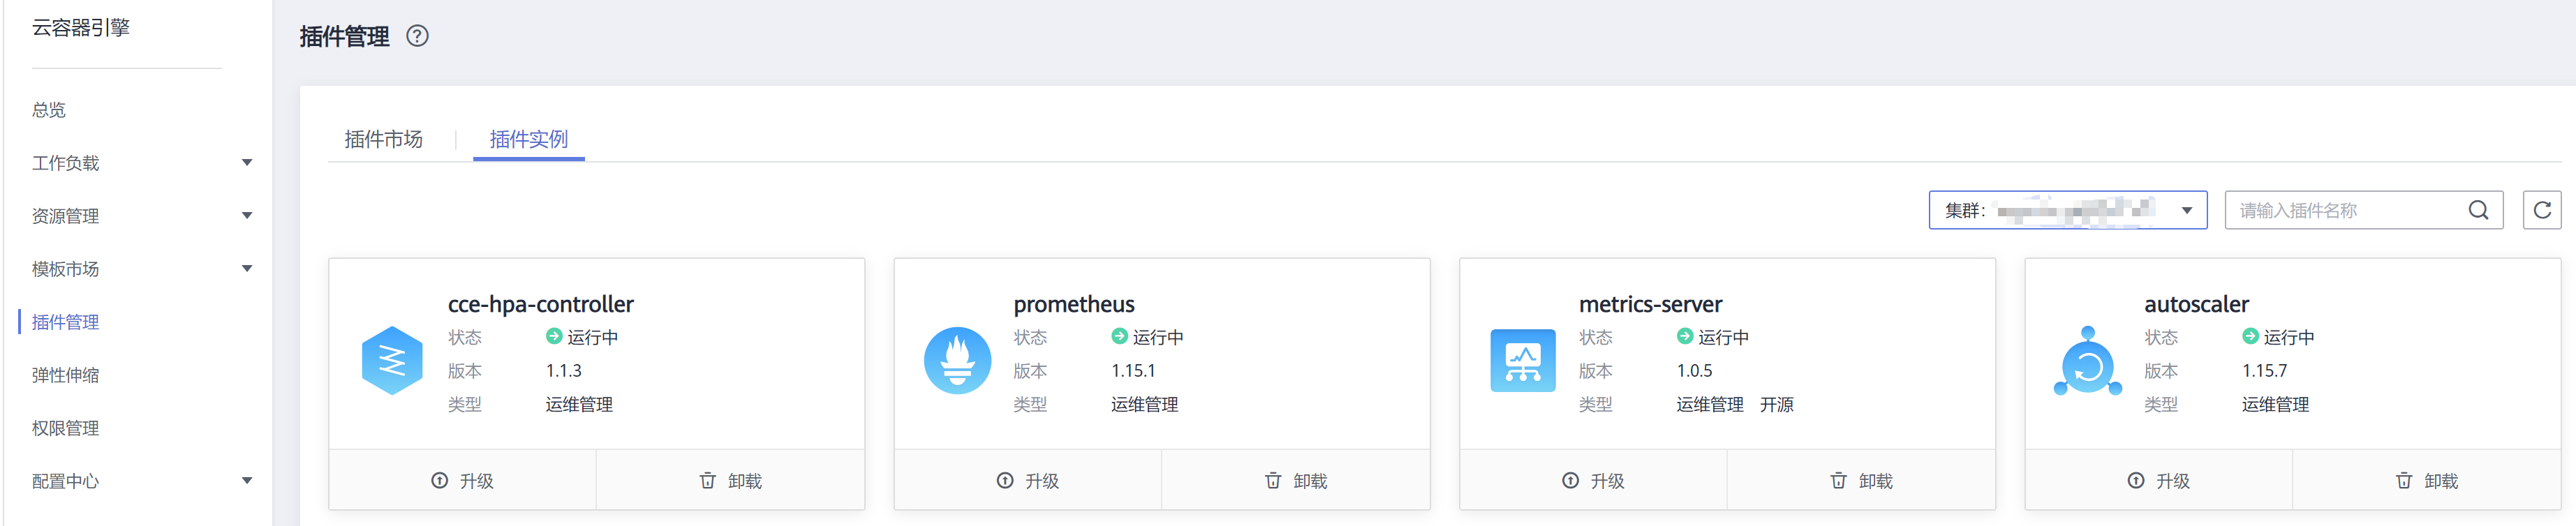 云容器引擎
总览
工作负载
资源管理
模板市场
插件管理
弹性伸缩
权限管理
配置中心
插件管理 ?
插件市场 | 插件实例
集群：
请输入插件名称
cce-hpa-controller
状态 运行中
版本 1.1.3
类型 运维管理
升级 卸载
prometheus
状态 运行中
版本 1.15.1
类型 运维管理
升级 卸载
metrics-server
状态 运行中
版本 1.0.5
类型 运维管理 开源
升级 卸载
autoscaler
状态 运行中
版本 1.15.7
类型 运维管理
升级 卸载